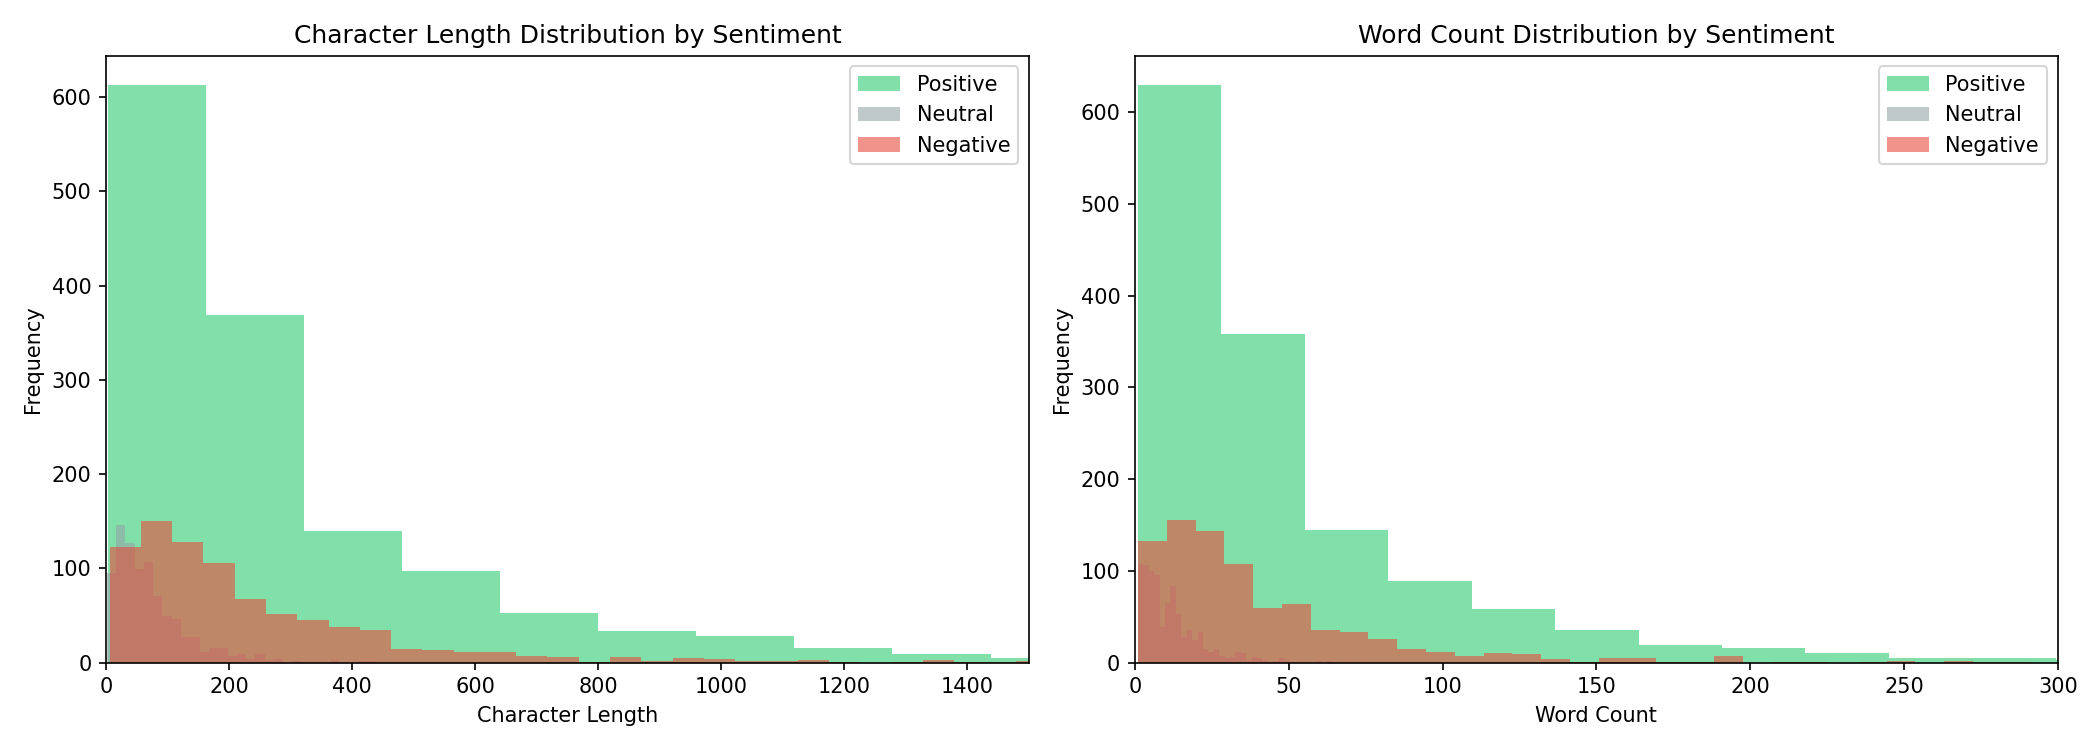 Character Length Distribution by Sentiment
Positive
Neutral
Negative
600
500
400
300
200
100
0
Frequency
0 200 400 600 800 1000 1200 1400
Character Length
Word Count Distribution by Sentiment
Positive
Neutral
Negative
600
500
400
300
200
100
0
Frequency
0 50 100 150 200 250 300
Word Count